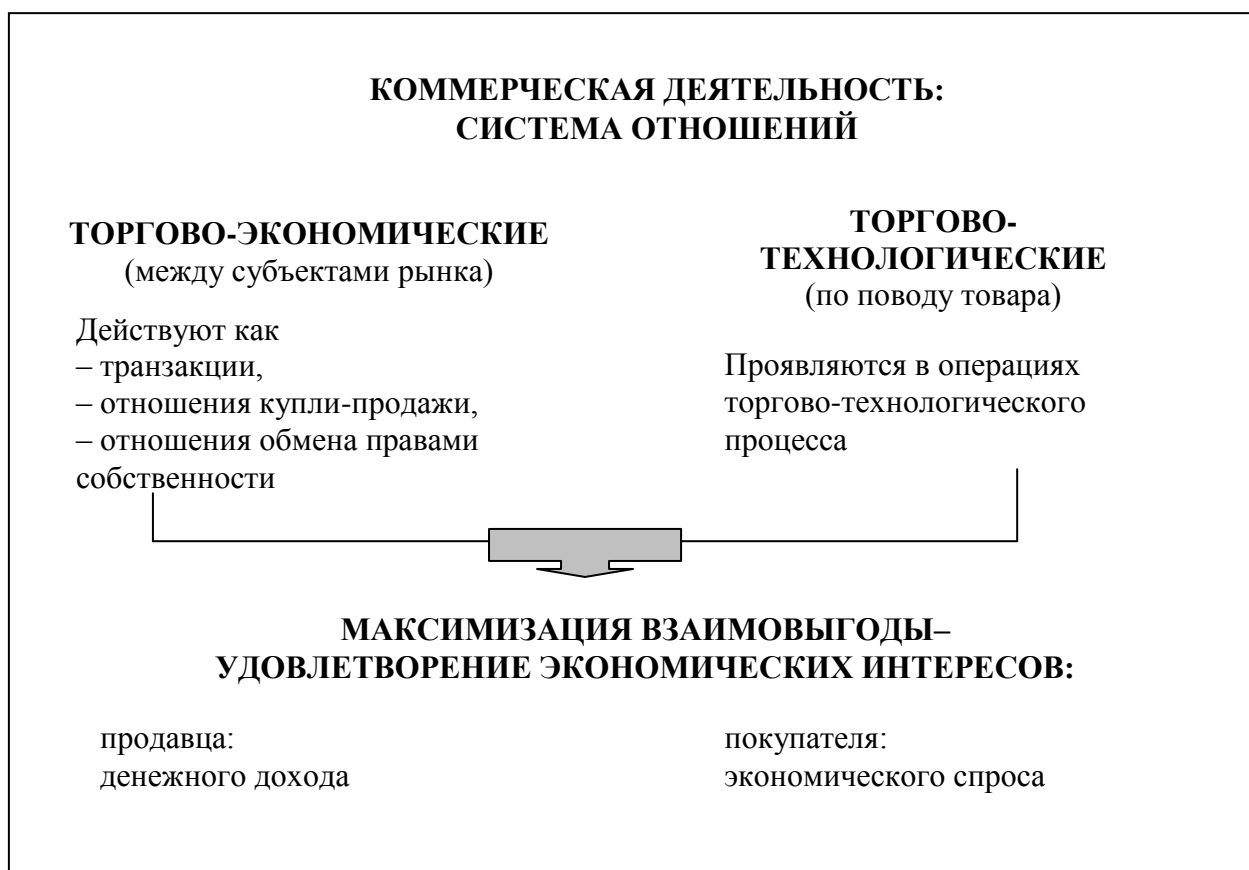 КОММЕРЧЕСКАЯ ДЕЯТЕЛЬНОСТЬ:
СИСТЕМА ОТНОШЕНИЙ
ТОРГОВО-ЭКОНОМИЧЕСКИЕ
(между субъектами рынка)
Действуют как
– транзакции,
– отношения купли-продажи,
– отношения обмена правами
собственности
ТОРГОВО-
ТЕХНОЛОГИЧЕСКИЕ
(по поводу товара)
Проявляются в операциях
торгово-технологического
процесса
МАКСИМИЗАЦИЯ ВЗАИМОВЫГОДЫ–
УДОВЛЕТВОРЕНИЕ ЭКОНОМИЧЕСКИХ ИНТЕРЕСОВ:
продавца:
денежного дохода
покупателя:
экономического спроса